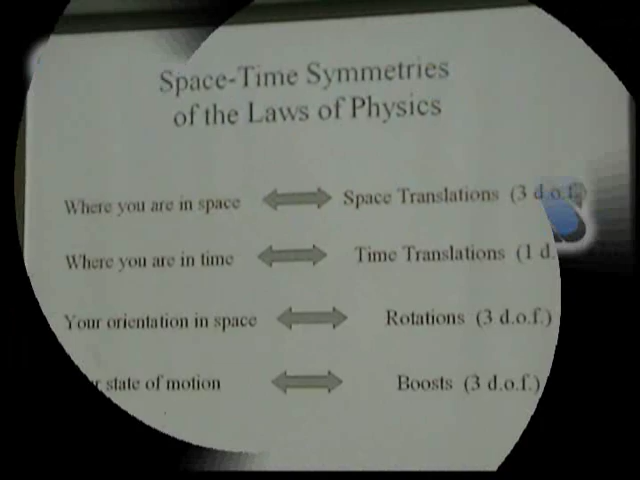 Space-Time Symmetries
of the Laws of Physics
Where you are in space Space Translations (3 d.o.f.
Where you are in time Time Translations (1 d.
Your orientation in space Rotations (3 d.o.f.)
state of motion Boosts (3 d.o.f.)